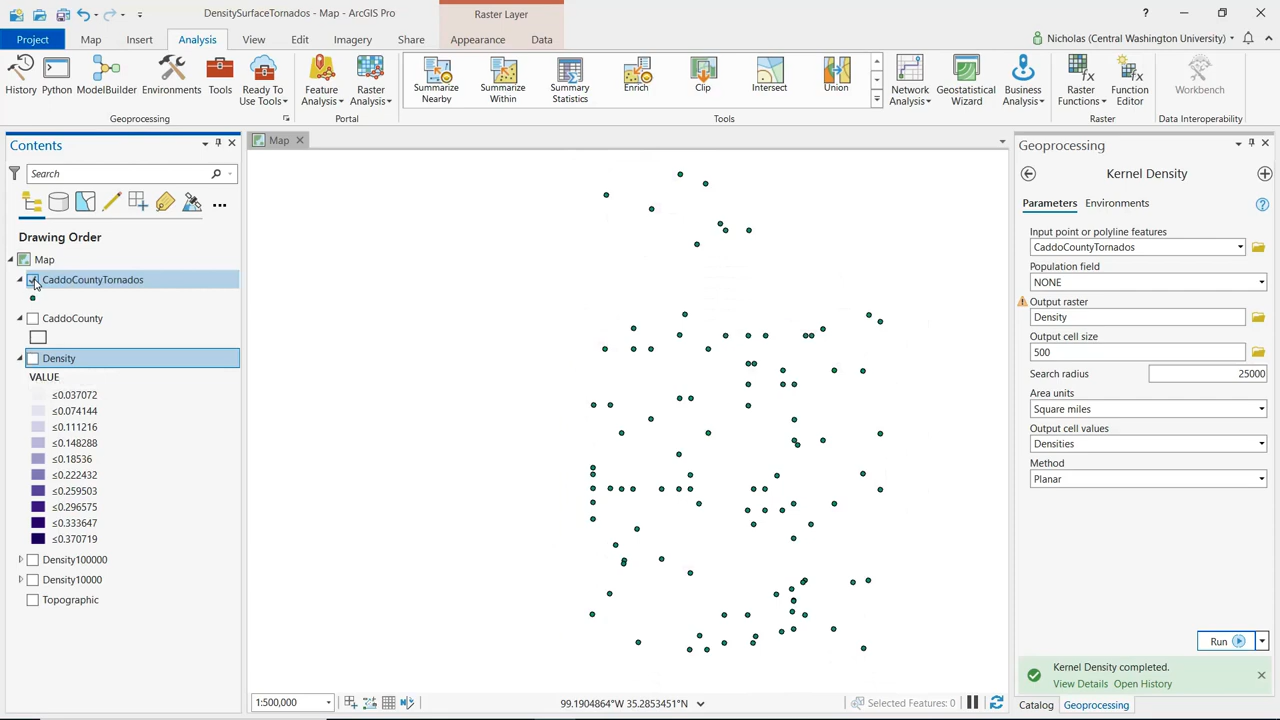 DensitySurfaceTornados - Map - ArcGIS Pro
Raster Layer
?
Project
Map
Insert
Analysis
View
Edit
Imagery
Share
Appearance
Data
Nicholas (Central Washington University)
History
Python
ModelBuilder
Environments
Tools
Ready To
Use Tools
Feature
Analysis
Raster
Analysis
Summarize
Nearby
Summarize
Within
Summary
Statistics
Enrich
Clip
Intersect
Union
Network
Analysis
Geostatistical
Wizard
Business
Analysis
Raster
Functions
Function
Editor
Workbench
Geoprocessing
Portal
Tools
Raster
Data Interoperability
Contents
Search
Drawing Order
Map
CaddoCountyTornados
CaddoCounty
Density
VALUE
≤0.037072
≤0.074144
≤0.111216
≤0.148288
≤0.18536
≤0.222432
≤0.259503
≤0.296575
≤0.333647
≤0.370719
Density100000
Density10000
Topographic
Map
1:500,000
99.1904864°W 35.2853451°N
Selected Features: 0
Geoprocessing
Kernel Density
Parameters
Environments
Input point or polyline features
CaddoCountyTornados
Population field
NONE
Output raster
Density
Output cell size
500
Search radius
25000
Area units
Square miles
Output cell values
Densities
Method
Planar
Run
Kernel Density completed.
View Details Open History
Catalog
Geoprocessing